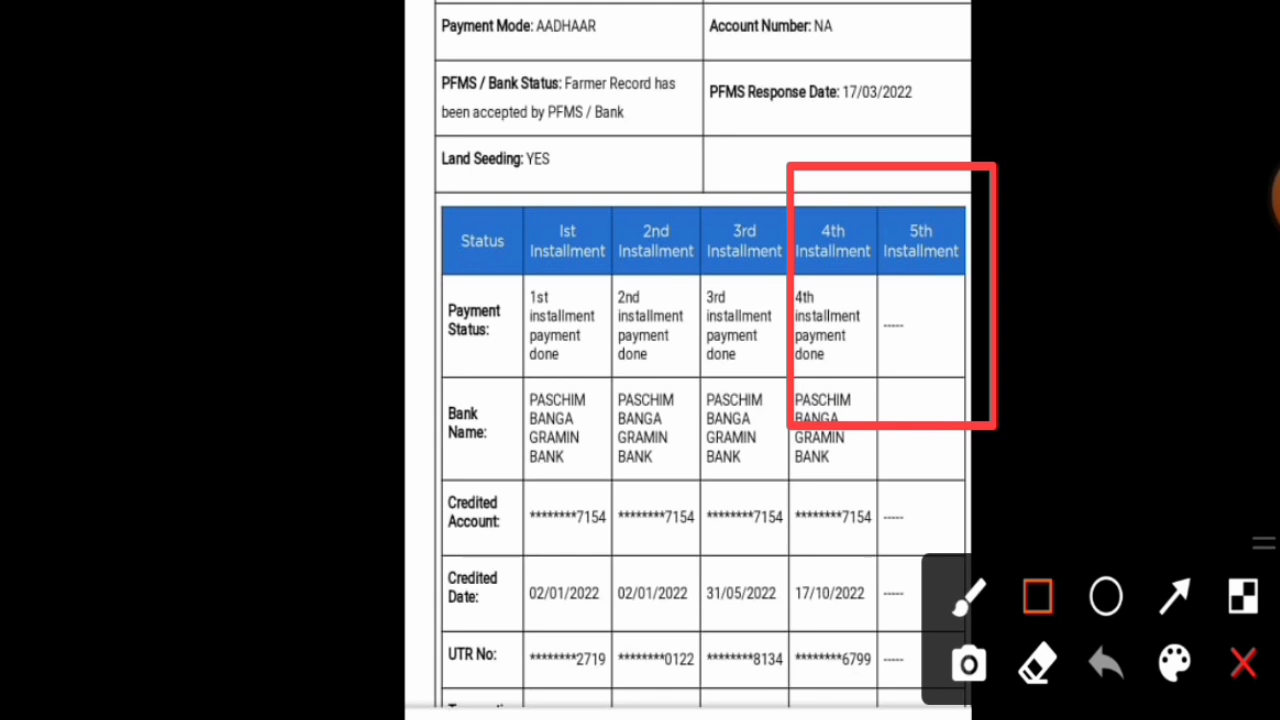 Payment Mode: AADHAAR
Account Number: NA
PFMS / Bank Status: Farmer Record has
been accepted by PFMS / Bank
PFMS Response Date: 17/03/2022
Land Seeding: YES
Status
Ist
Installment
2nd
Installment
3rd
Installment
4th
Installment
5th
Installment
Payment
Status:
1st
installment
payment
done
2nd
installment
payment
done
3rd
installment
payment
done
4th
installment
payment
done
-----
Bank
Name:
PASCHIM
BANGA
GRAMIN
BANK
PASCHIM
BANGA
GRAMIN
BANK
PASCHIM
BANGA
GRAMIN
BANK
PASCHIM
BANGA
GRAMIN
BANK
Credited
Account:
********7154
********7154
********7154
********7154
-----
Credited
Date:
02/01/2022
02/01/2022
31/05/2022
17/10/2022
-----
UTR No:
********2719
********0122
********8134
********6799
-----